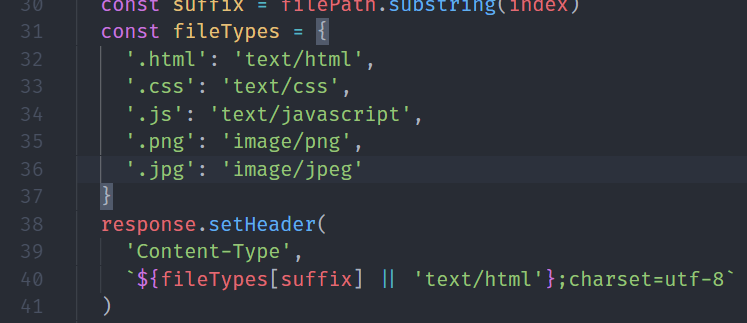 30 const suffix = filePath.substring(index)
31 const fileTypes = {
32 '.html': 'text/html',
33 '.css': 'text/css',
34 '.js': 'text/javascript',
35 '.png': 'image/png',
36 '.jpg': 'image/jpeg'
37 }
38 response.setHeader(
39 'Content-Type',
40 `${fileTypes[suffix] || 'text/html'};charset=utf-8`
41 )